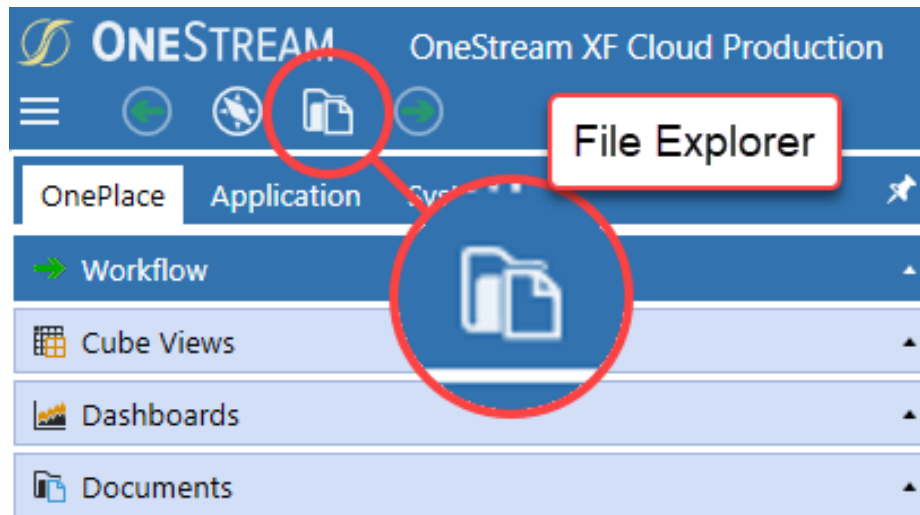 ONESTREAM OneStream XF Cloud Production
File Explorer
OnePlace Application
Workflow
Cube Views
Dashboards
Documents